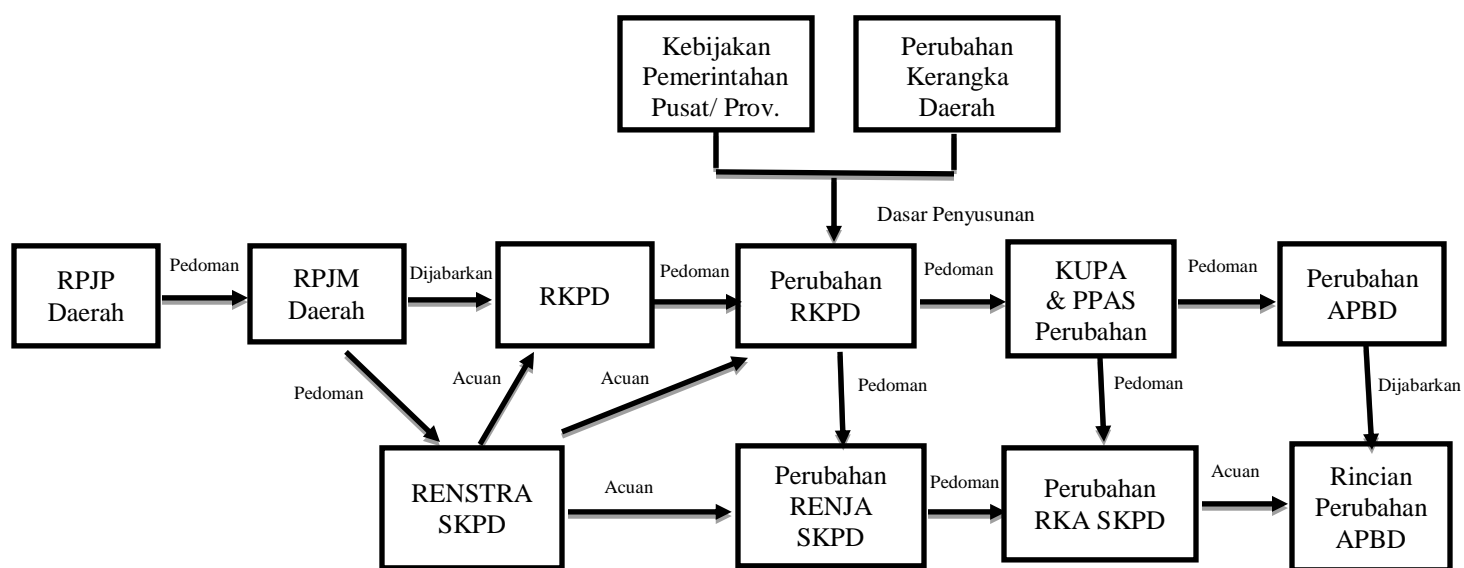 Kebijakan
Pemerintahan
Pusat/ Prov.
Perubahan
Kerangka
Daerah
Dasar Penyusunan
RPJP
Daerah
Pedoman
RPJM
Daerah
Dijabarkan
RKPD
Pedoman
Perubahan
RKPD
Pedoman
KUPA
& PPAS
Perubahan
Pedoman
Perubahan
APBD
Pedoman
Acuan
Acuan
Pedoman
Pedoman
Dijabarkan
RENSTRA
SKPD
Acuan
Perubahan
RENJA
SKPD
Pedoman
Perubahan
RKA SKPD
Acuan
Rincian
Perubahan
APBD